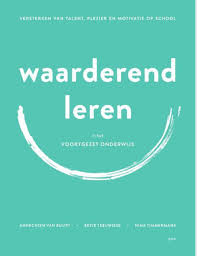 VERSTERKEN VAN TALENT, PLEZIER EN MOTIVATIE OP SCHOOL
waarderend
leren
in het
VOORTGEZET ONDERWIJS